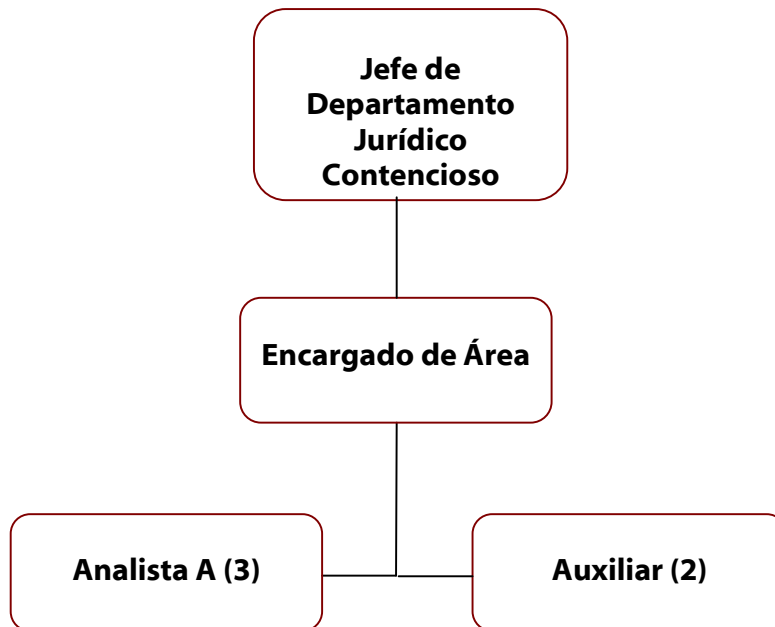 Jefe de
Departamento
Jurídico
Contencioso
Encargado de Área
Analista A (3)
Auxiliar (2)